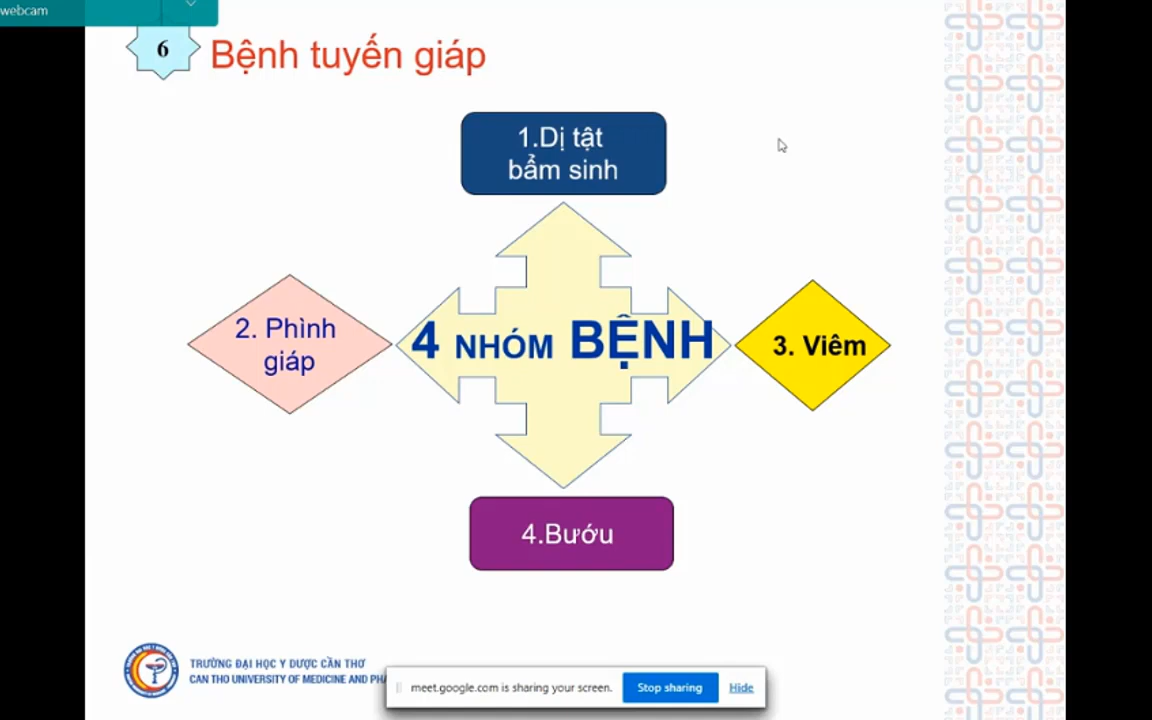 webcam
6
Bệnh tuyến giáp
1.Dị tật
bẩm sinh
2. Phình
giáp
4 NHÓM BỆNH
3. Viêm
4.Bướu
TRƯỜNG ĐẠI HỌC Y DƯỢC CẦN THƠ
CAN THO UNIVERSITY OF MEDICINE AND PHA
meet.google.com is sharing your screen.
Stop sharing
Hide